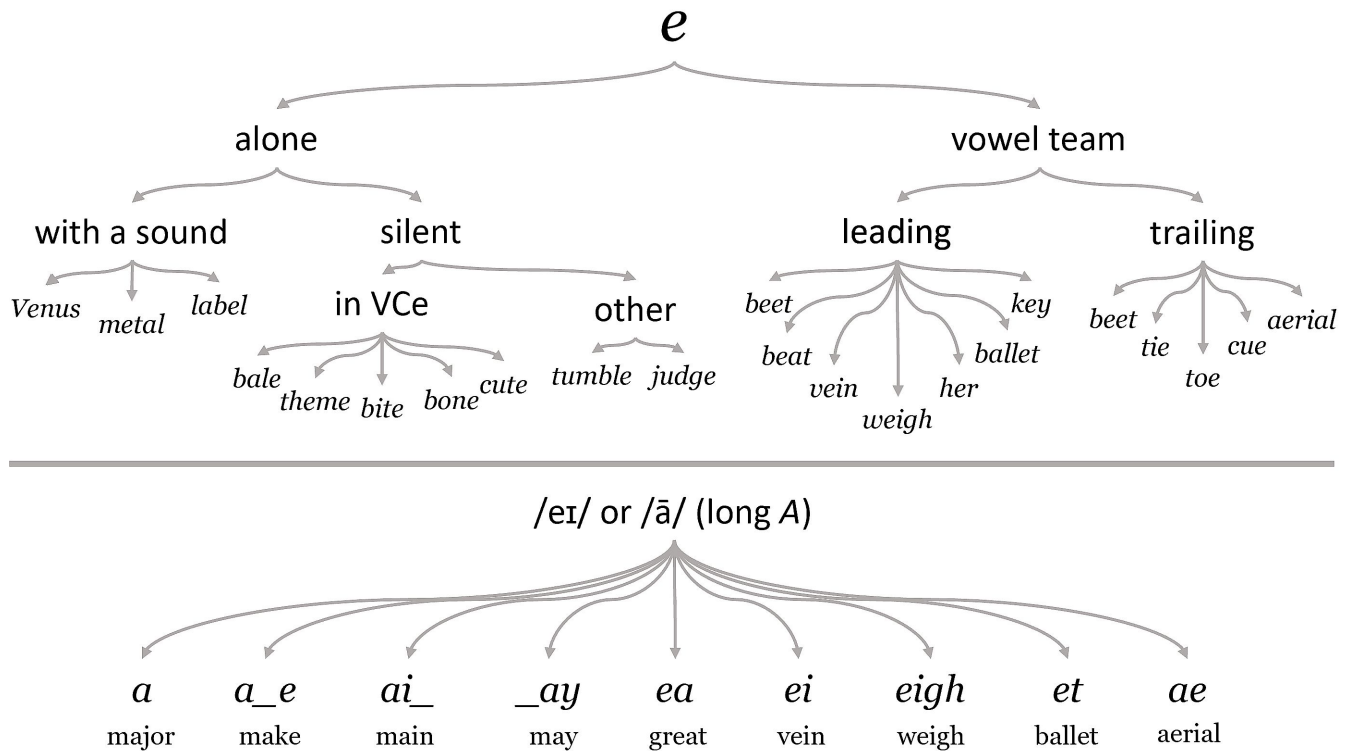 e
alone vowel team
with a sound silent leading trailing
Venus metal label
in VCe other
bale theme bite bone cute
tumble judge
beet beat vein weigh her ballet key
beet tie toe cue aerial
/eɪ/ or /ā/ (long A)
a a_e ai_ _ay ea ei eigh et ae
major make main may great vein weigh ballet aerial